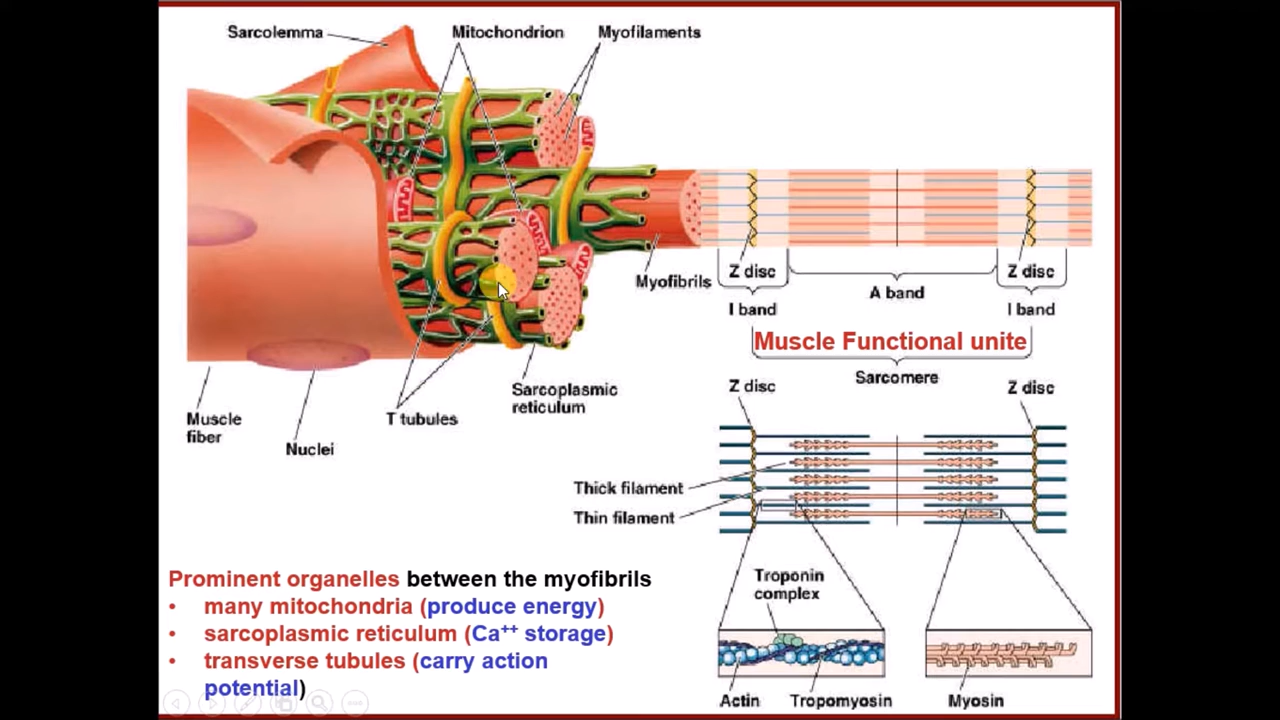 Sarcolemma
Mitochondrion
Myofilaments
Myofibrils
Z disc
Z disc
A band
I band
I band
Muscle Functional unite
Sarcomere
Muscle
fiber
Nuclei
T tubules
Sarcoplasmic
reticulum
Z disc
Z disc
Thick filament
Thin filament
Troponin
complex
Actin
Tropomyosin
Myosin
Prominent organelles between the myofibrils
• many mitochondria (produce energy)
• sarcoplasmic reticulum (Ca⁺⁺ storage)
• transverse tubules (carry action
potential)